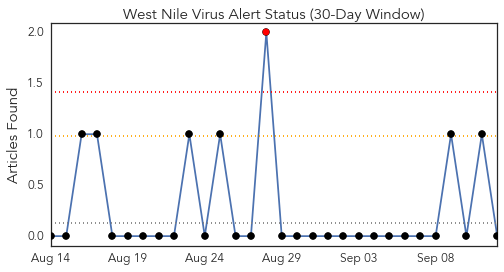 West Nile Virus Alert Status (30-Day Window)
Articles Found
2.0
1.5
1.0
0.5
0.0
Aug 14 Aug 19 Aug 24 Aug 29 Sep 03 Sep 08